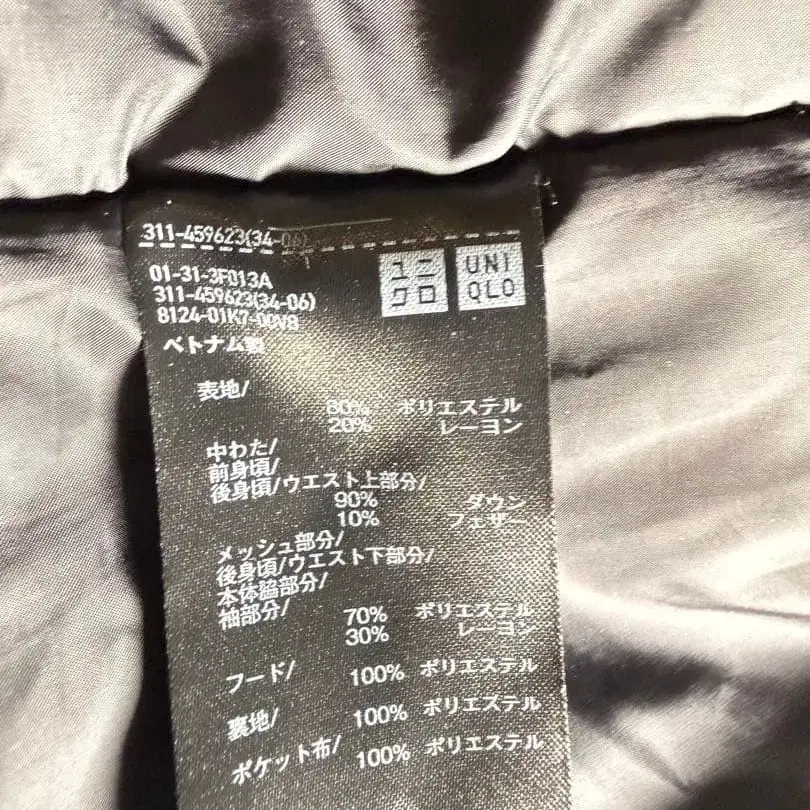 311-459623(34-06)
ユニクロ
UNIQLO
01-31-3F013A
311-459623(34-06)
8124-01K7-00V8
ベトナム製
表地/
80% ポリエステル
20% レーヨン
中わた/
前身頃/
後身頃/ウエスト上部分/
90% ダウン
10% フェザー
メッシュ部分/
後身頃/ウエスト下部分/
本体脇部分/
袖部分/
70% ポリエステル
30% レーヨン
フード/ 100% ポリエステル
裏地/ 100% ポリエステル
ポケット布/ 100% ポリエステル